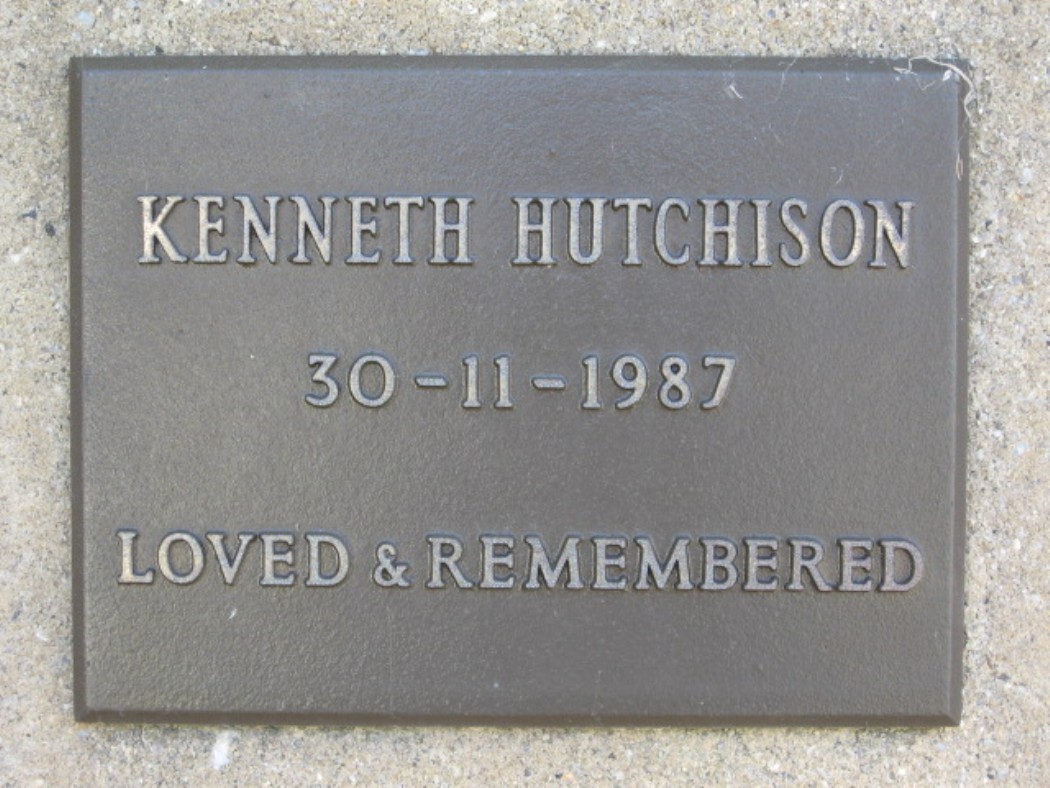 KENNETH HUTCHISON
30-11-1987
LOVED & REMEMBERED